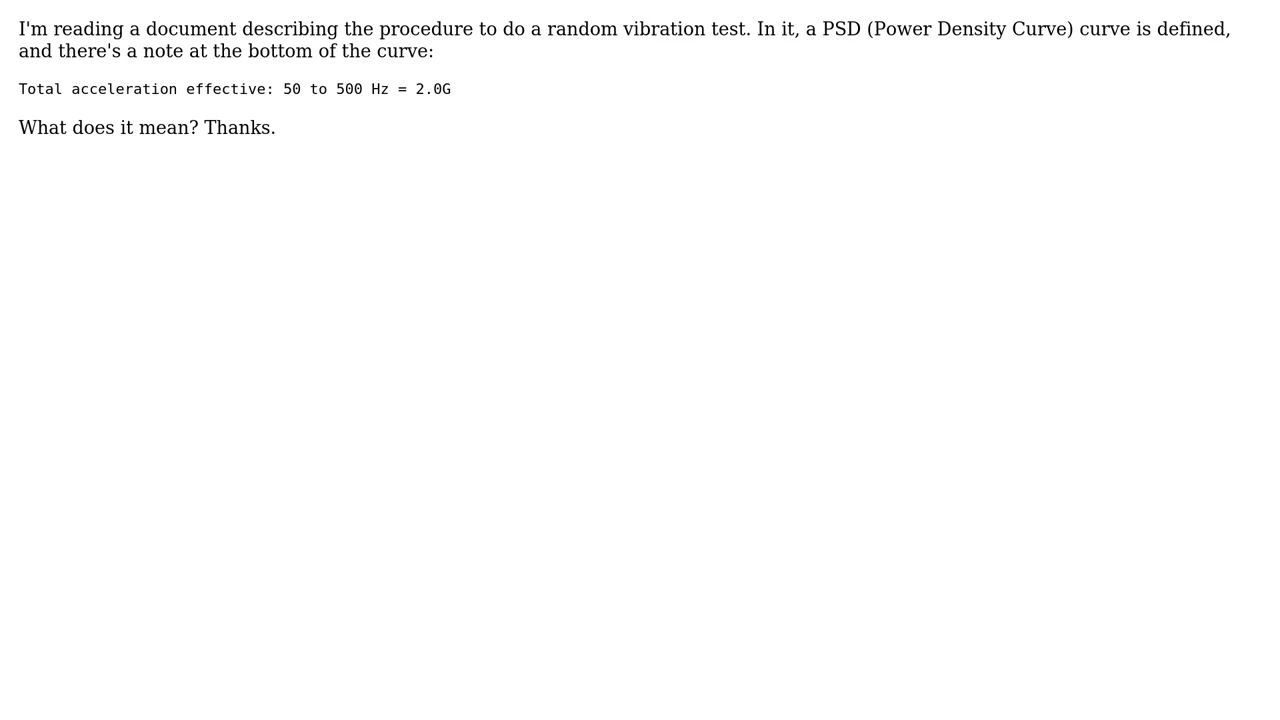 I'm reading a document describing the procedure to do a random vibration test. In it, a PSD (Power Density Curve) curve is defined,
and there's a note at the bottom of the curve:
Total acceleration effective: 50 to 500 Hz = 2.0G
What does it mean? Thanks.